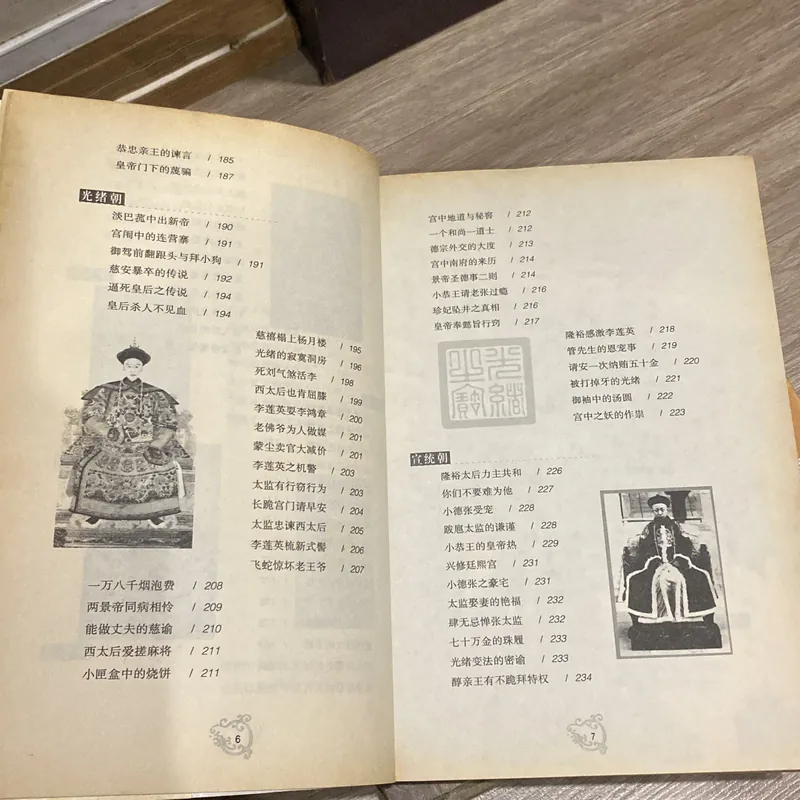 恭忠亲王的谏言 / 185
皇帝门下的蔑骗 / 187
光绪朝
淡巴菰中出新帝 / 190
宫闱中的连营寨 / 191
御驾前翻跟头与拜小狗 / 191
慈安暴卒的传说 / 192
逼死皇后之传说 / 194
皇后杀人不见血 / 194
慈禧榻上杨月楼 / 195
光绪的寂寞洞房 / 196
死刘气煞活李 / 198
西太后也肯屈膝 / 199
李莲英耍李鸿章 / 200
老佛爷为人做媒 / 201
蒙尘卖官大减价 / 201
李莲英之机警 / 203
太监有行窃行为 / 203
长跪宫门请早安 / 204
太监忠谏西太后 / 205
李莲英梳新式髻 / 206
飞蛇惊坏老王爷 / 207
一万八千烟泡费 / 208
两景帝同病相怜 / 209
能做丈夫的慈谕 / 210
西太后爱搓麻将 / 211
小匣盒中的烧饼 / 211
6
宫中地道与秘窖 / 212
一个和尚一道士 / 212
德宗外交的大度 / 213
宫中南府的来历 / 214
景帝圣德事二则 / 214
小恭王请老张过瘾 / 216
珍妃坠井之真相 / 216
皇帝奉懿旨行窃 / 217
隆裕感激李莲英 / 218
管先生的恩宠事 / 219
请安一次纳贿五十金 / 220
被打掉牙的光绪 / 221
御袖中的汤圆 / 222
宫中之妖的作祟 / 223
宣统朝
隆裕太后力主共和 / 226
你们不要难为他 / 227
小德张受宠 / 228
跋扈太监的谦谨 / 228
小恭王的皇帝热 / 229
兴修廷熙宫 / 231
小德张之豪宅 / 231
太监娶妻的艳福 / 232
肆无忌惮张太监 / 232
七十万金的珠履 / 233
光绪变法的密谕 / 233
醇亲王有不跪拜特权 / 234
7